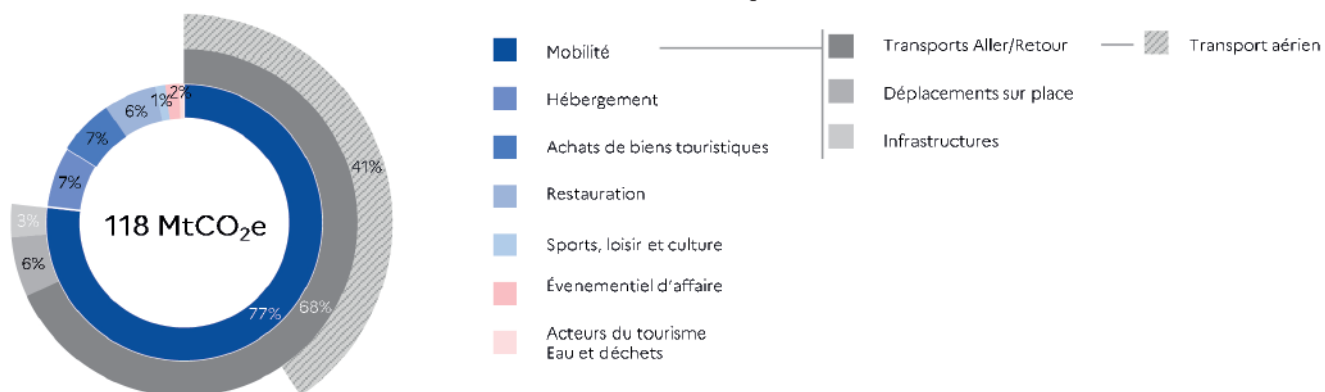 Mobilité
Transports Aller/Retour
Transport aérien
Hébergement
Déplacements sur place
Achats de biens touristiques
Infrastructures
Restauration
Sports, loisir et culture
Évenementiel d'affaire
Acteurs du tourisme
Eau et déchets
2%
1%
6%
7%
7%
41%
118 MtCO₂e
3%
6%
77%
68%